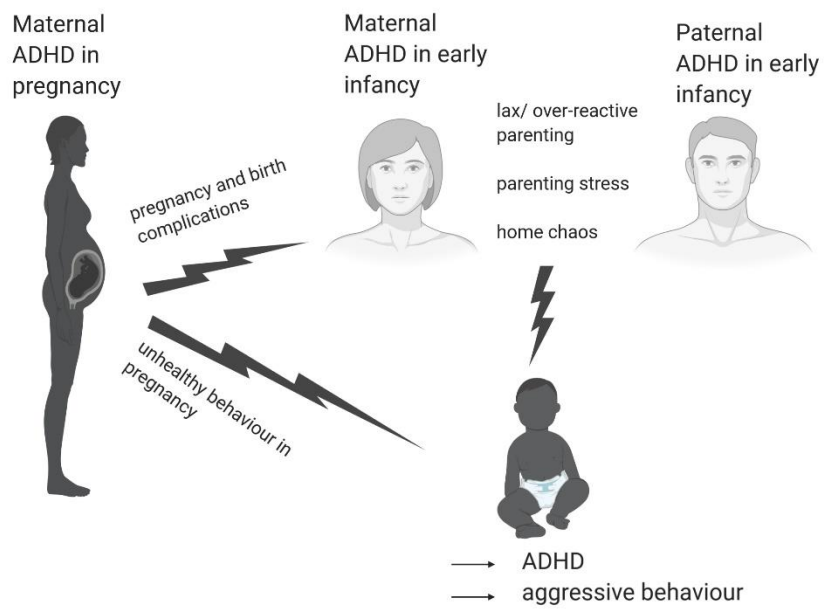 Maternal
ADHD in
pregnancy
Maternal
ADHD in early
infancy
Paternal
ADHD in early
infancy
lax/ over-reactive
parenting
parenting stress
home chaos
pregnancy and birth
complications
unhealthy behaviour in
pregnancy
ADHD
aggressive behaviour